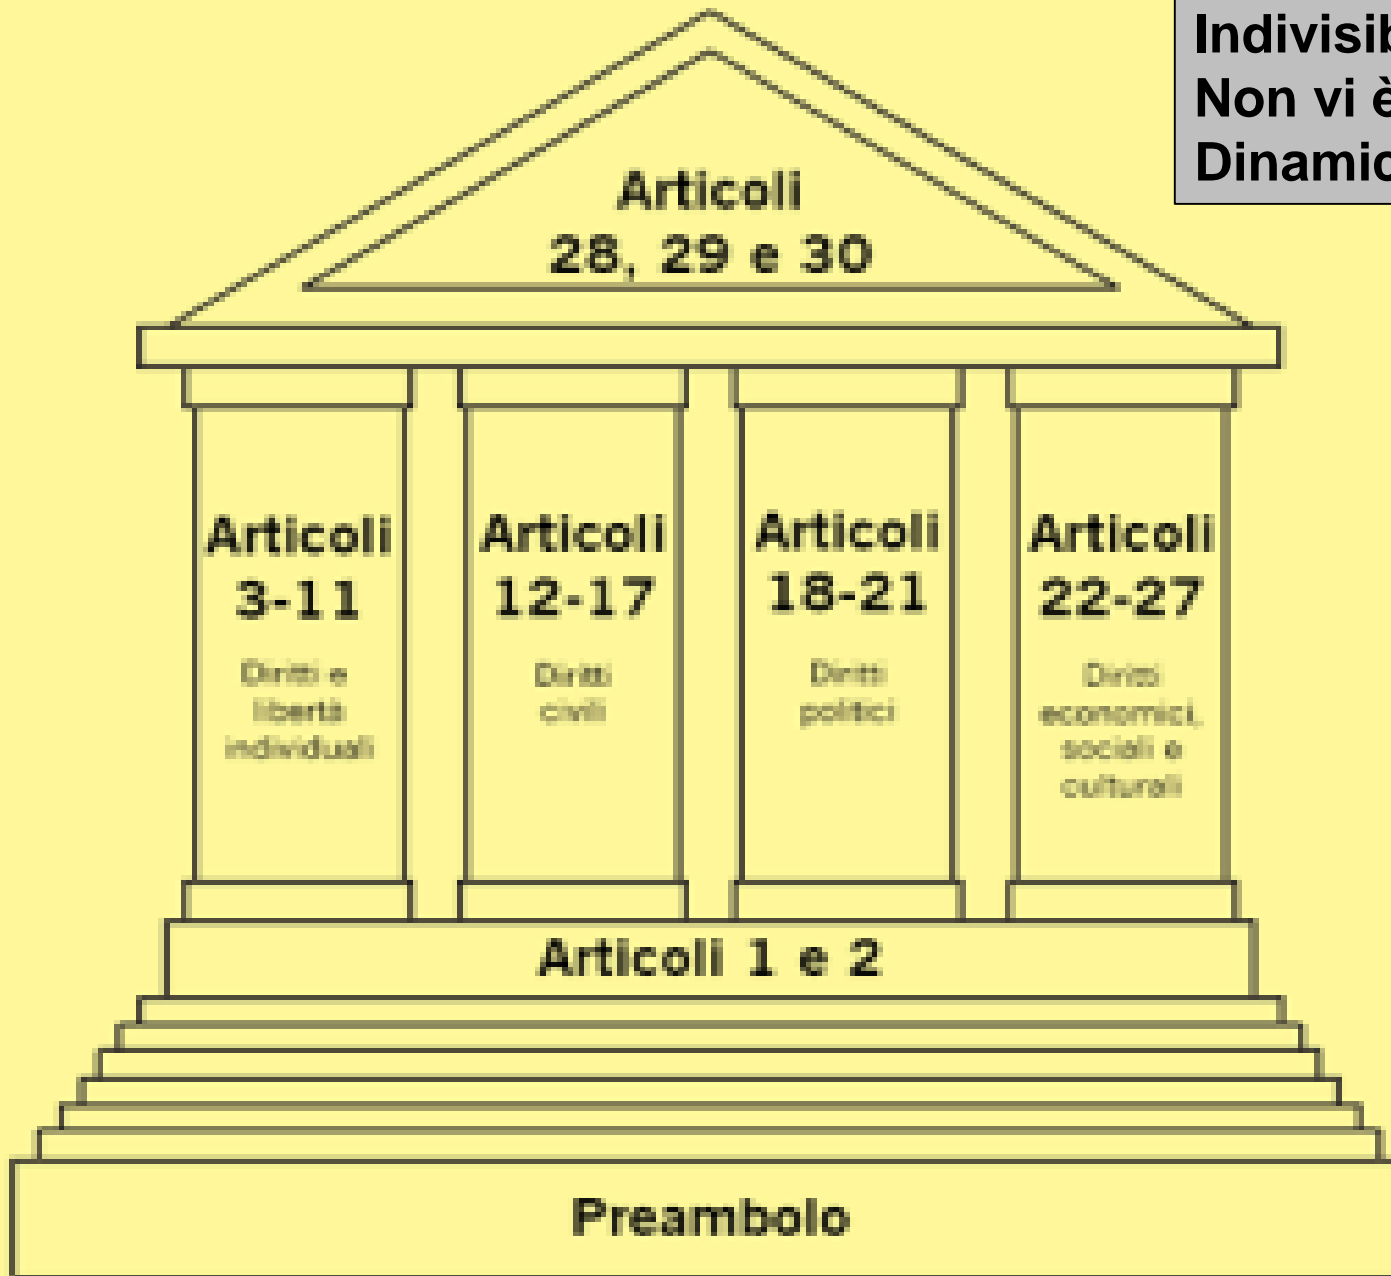 Indivisib
Non vi è
Dinamic
Articoli
28, 29 e 30
Articoli
3-11
Diritti e
libertà
individuali
Articoli
12-17
Diritti
civili
Articoli
18-21
Diritti
politici
Articoli
22-27
Diritti
economici,
sociali e
culturali
Articoli 1 e 2
Preambolo